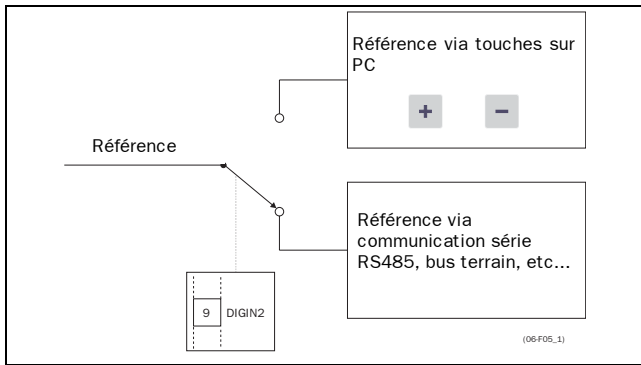 Référence via touches sur
PC
+ −
Référence
Référence via
communication série
RS485, bus terrain, etc...
9 DIGIN2
(06-F05_1)